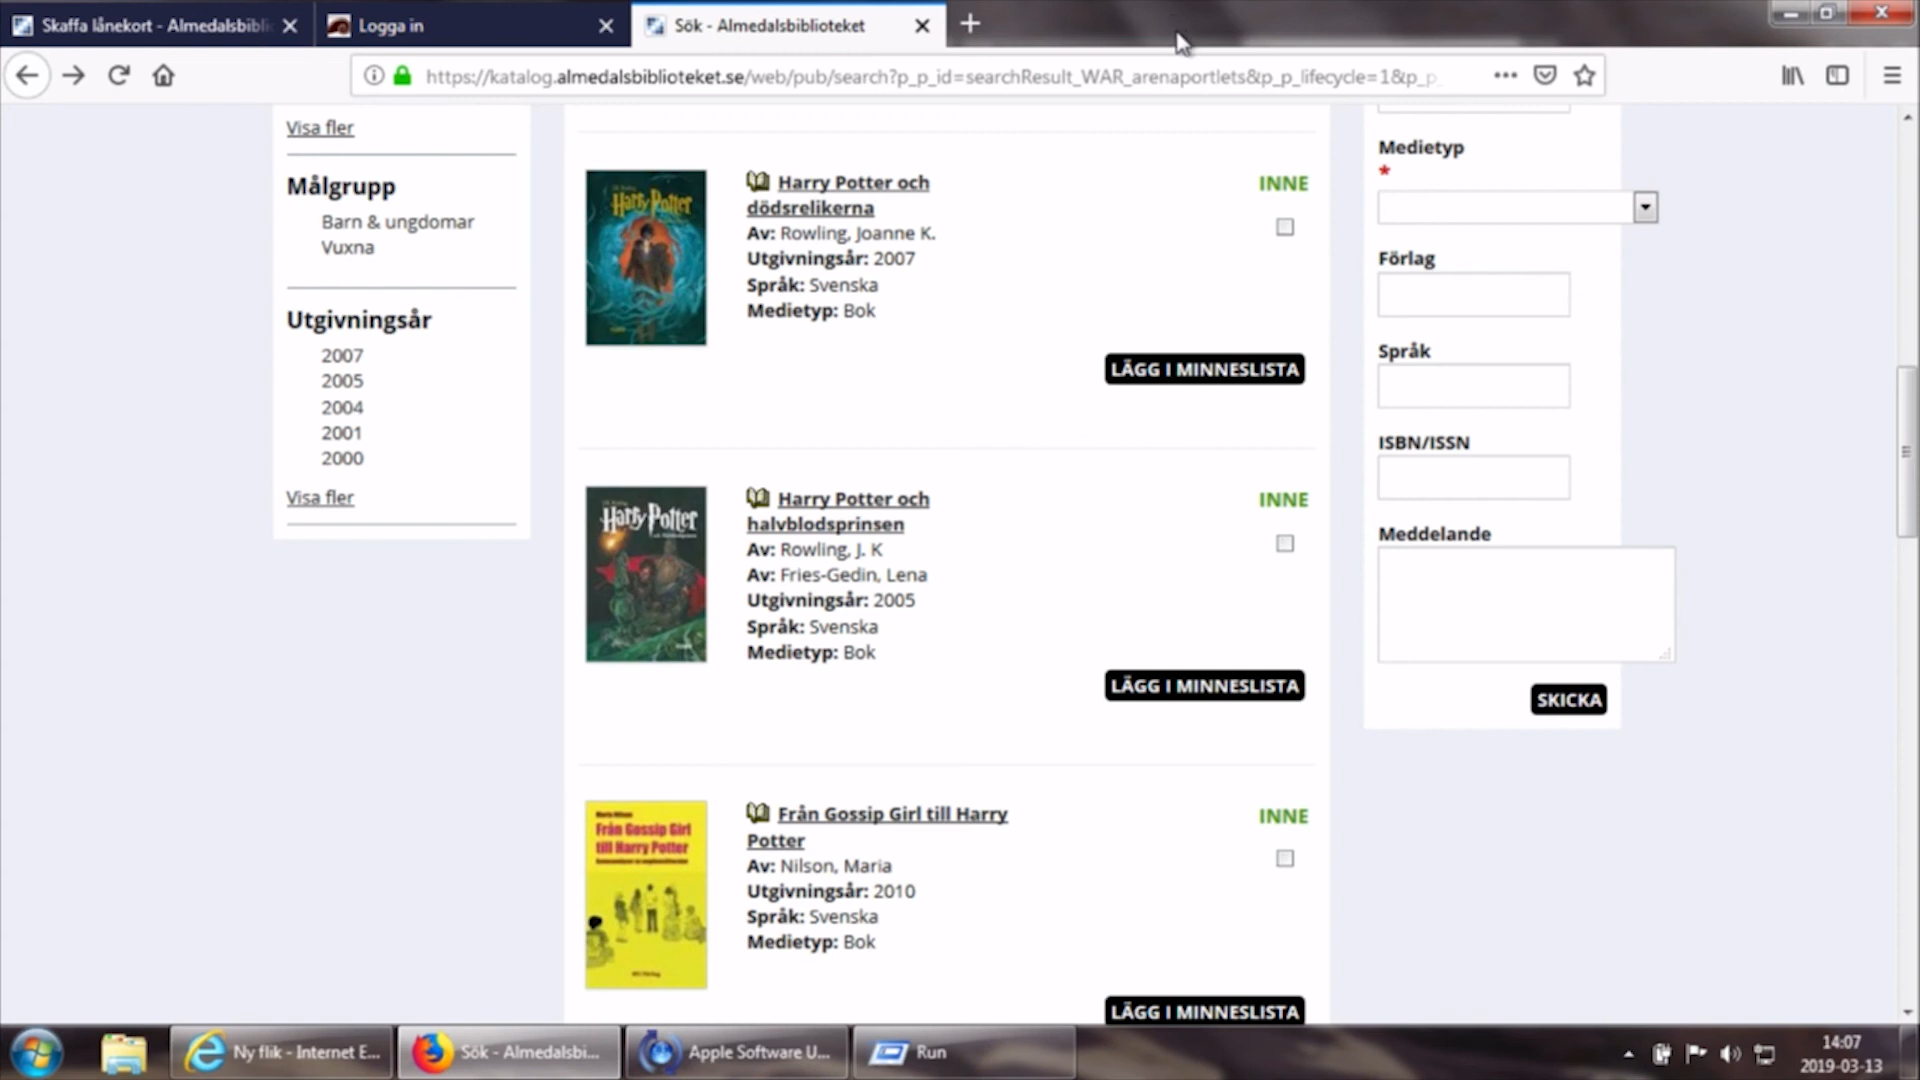 Skaffa lånekort - Almedalsbibli
Logga in
Sök - Almedalsbiblioteket
https://katalog.almedalsbiblioteket.se/web/pub/search?p_p_id=searchResult_WAR_arenaportlets&p_p_lifecycle=1&p_p_
Visa fler
Målgrupp
Barn & ungdomar
Vuxna
Utgivningsår
2007
2005
2004
2001
2000
Visa fler
Harry Potter
Harry Potter och
dödsrelikerna
Av: Rowling, Joanne K.
Utgivningsår: 2007
Språk: Svenska
Medietyp: Bok
INNE
LÄGG I MINNESLISTA
Harry Potter
Harry Potter och
halvblodsprinsen
Av: Rowling, J. K
Av: Fries-Gedin, Lena
Utgivningsår: 2005
Språk: Svenska
Medietyp: Bok
INNE
LÄGG I MINNESLISTA
Maria Nilson
Från Gossip Girl
till Harry Potter
Från Gossip Girl till Harry
Potter
Av: Nilson, Maria
Utgivningsår: 2010
Språk: Svenska
Medietyp: Bok
INNE
LÄGG I MINNESLISTA
Medietyp
*
Förlag
Språk
ISBN/ISSN
Meddelande
SKICKA
Ny flik - Internet E...
Sök - Almedalsbi...
Apple Software U...
Run
14:07
2019-03-13